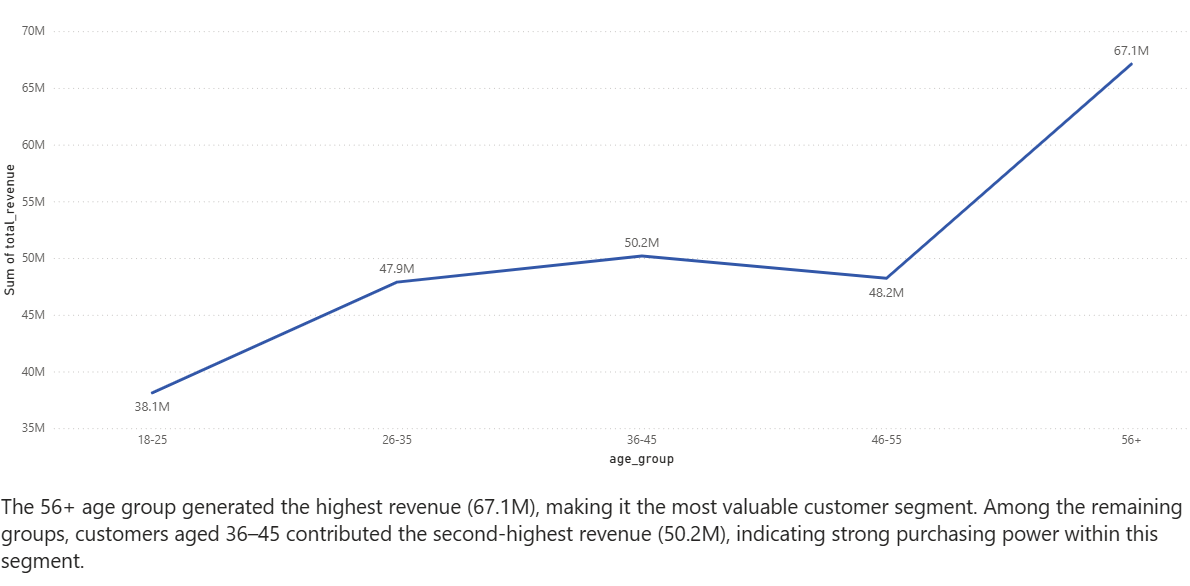 70M
67.1M
65M
60M
55M
Sum of total_revenue
50.2M
50M
47.9M
48.2M
45M
40M
38.1M
35M
18-25 26-35 36-45 46-55 56+
age_group
The 56+ age group generated the highest revenue (67.1M), making it the most valuable customer segment. Among the remaining
groups, customers aged 36–45 contributed the second-highest revenue (50.2M), indicating strong purchasing power within this
segment.